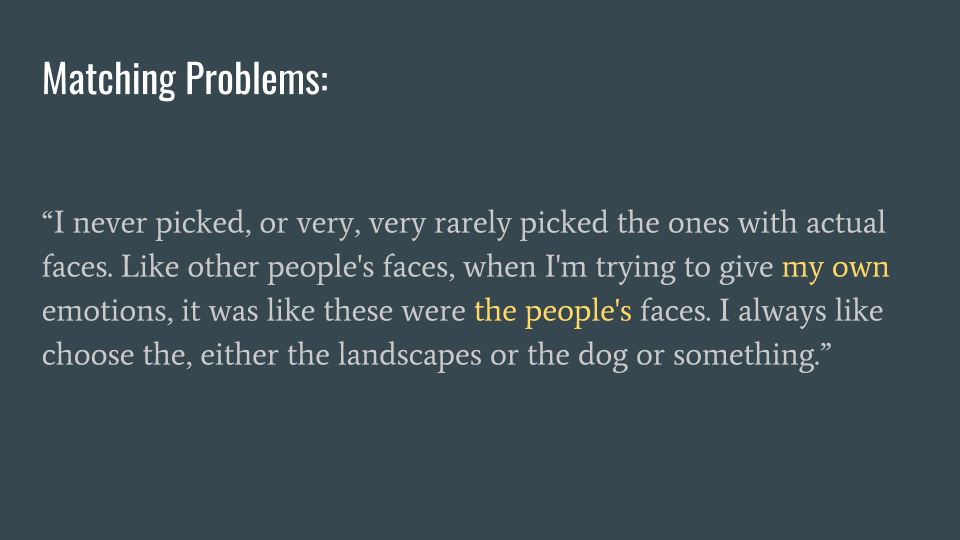 Matching Problems:
“I never picked, or very, very rarely picked the ones with actual
faces. Like other people's faces, when I'm trying to give my own
emotions, it was like these were the people's faces. I always like
choose the, either the landscapes or the dog or something.”